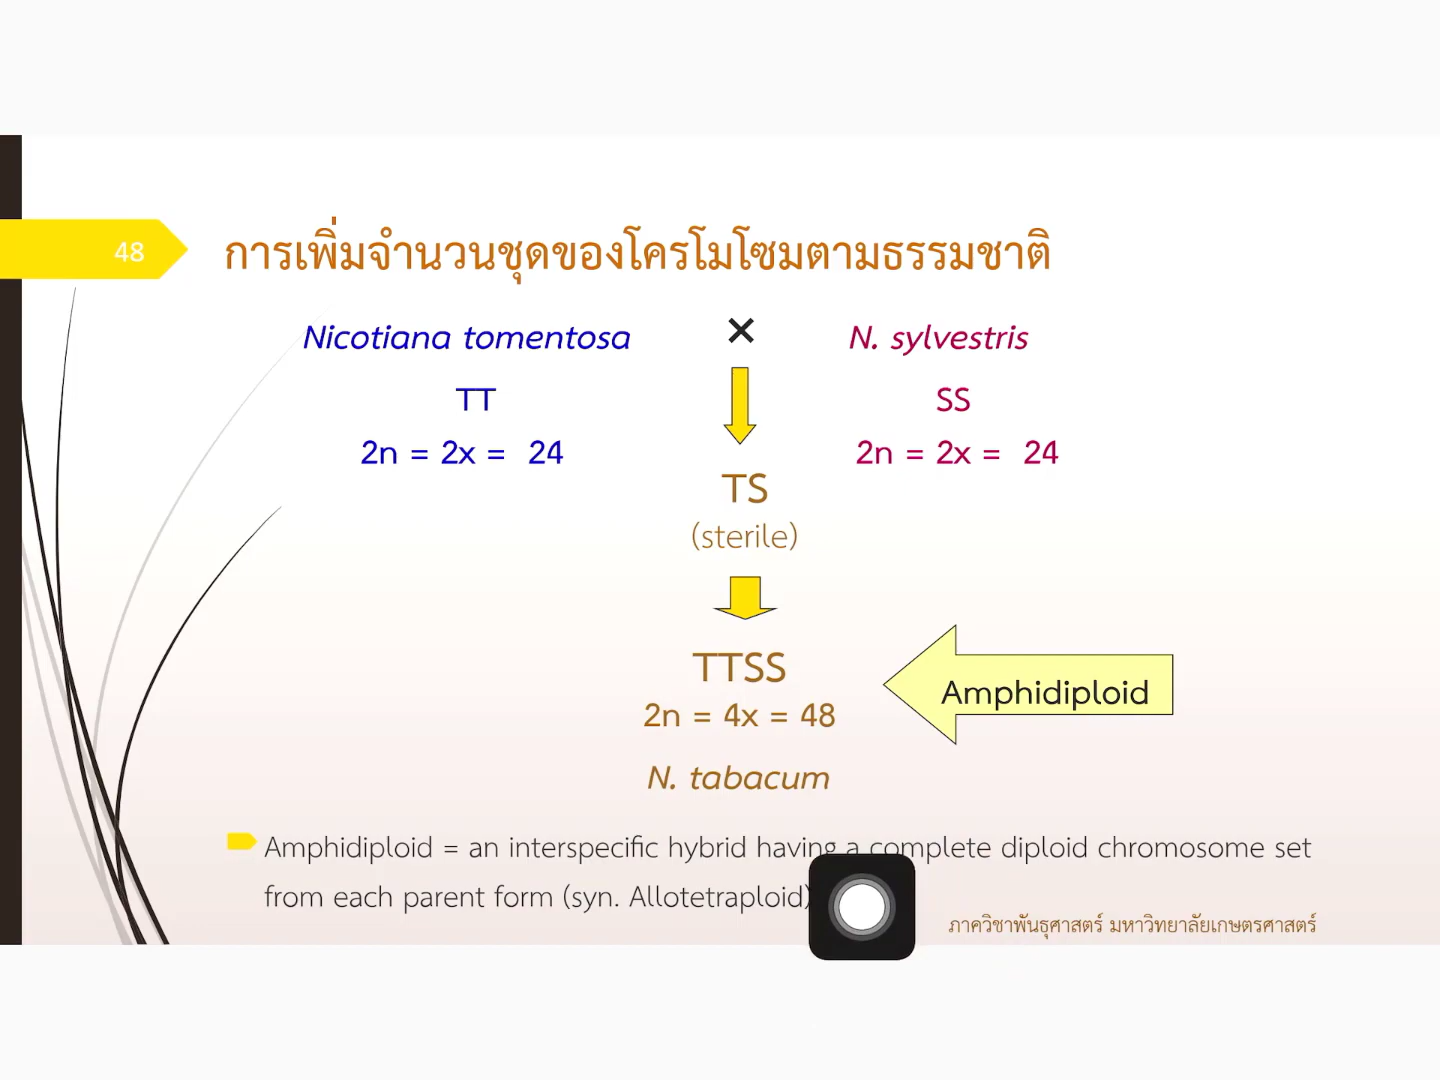 48
การเพิ่มจำนวนชุดของโครโมโซมตามธรรมชาติ
Nicotiana tomentosa × N. sylvestris
TT SS
2n = 2x = 24 2n = 2x = 24
TS
(sterile)
TTSS
Amphidiploid
2n = 4x = 48
N. tabacum
Amphidiploid = an interspecific hybrid having a complete diploid chromosome set
from each parent form (syn. Allotetraploid)
ภาควิชาพันธุศาสตร์ มหาวิทยาลัยเกษตรศาสตร์